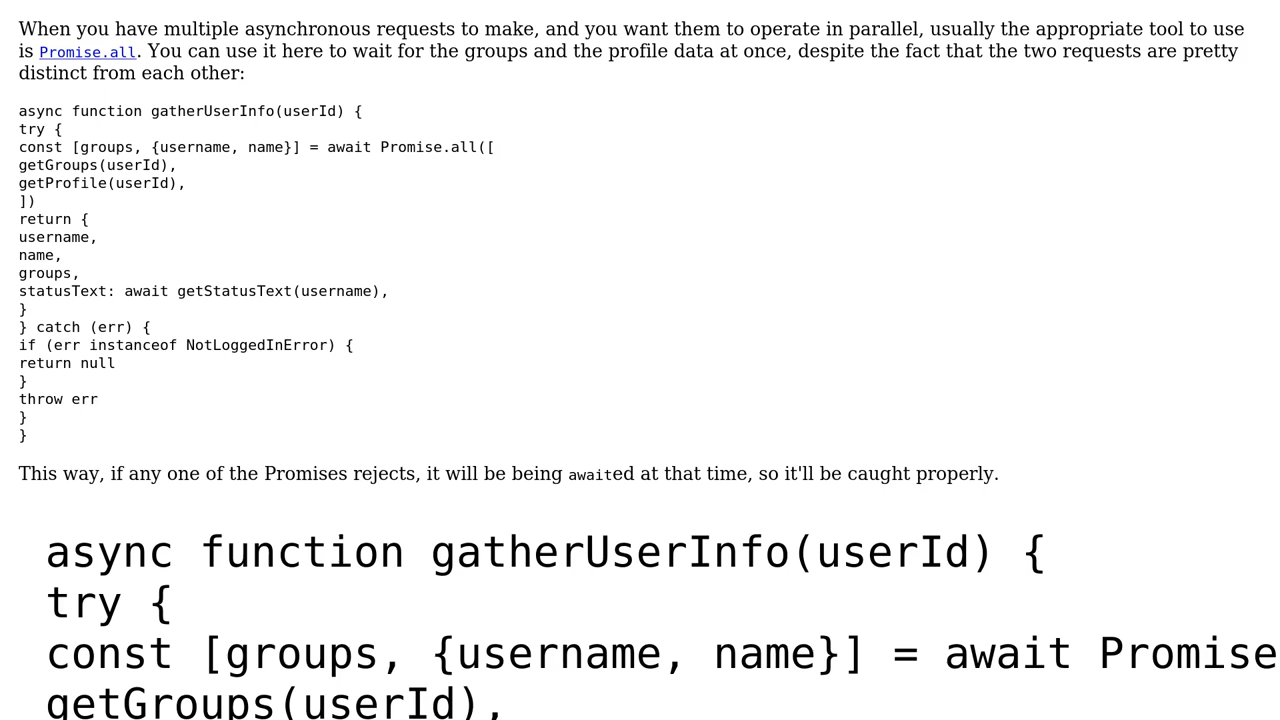 When you have multiple asynchronous requests to make, and you want them to operate in parallel, usually the appropriate tool to use
is Promise.all. You can use it here to wait for the groups and the profile data at once, despite the fact that the two requests are pretty
distinct from each other:
async function gatherUserInfo(userId) {
try {
const [groups, {username, name}] = await Promise.all([
getGroups(userId),
getProfile(userId),
])
return {
username,
name,
groups,
statusText: await getStatusText(username),
}
} catch (err) {
if (err instanceof NotLoggedInError) {
return null
}
throw err
}
}
This way, if any one of the Promises rejects, it will be being awaited at that time, so it'll be caught properly.
async function gatherUserInfo(userId) {
try {
const [groups, {username, name}] = await Promise
getGroups(userId),